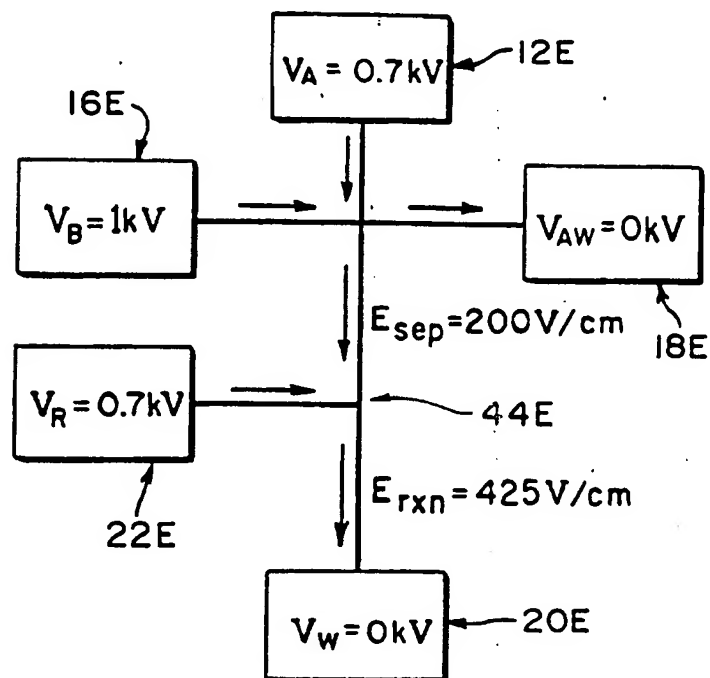 12E
V_A = 0.7kV
16E
V_B = 1kV
V_AW = 0kV
18E
E_sep = 200V/cm
V_R = 0.7kV
44E
22E
E_rxn = 425V/cm
V_W = 0kV
20E